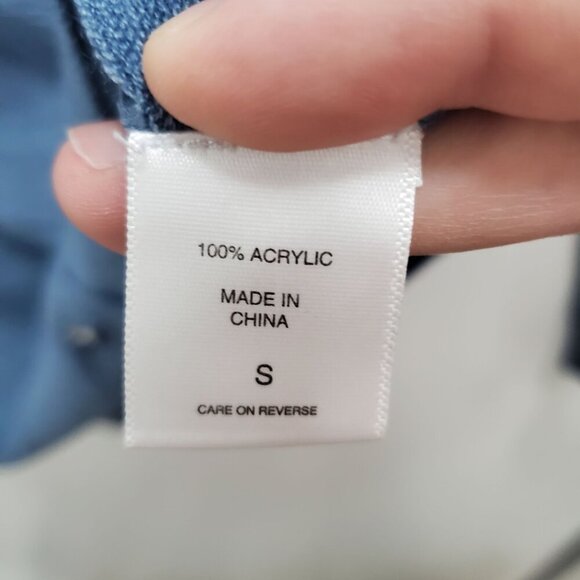 100% ACRYLIC
MADE IN
CHINA
S
CARE ON REVERSE